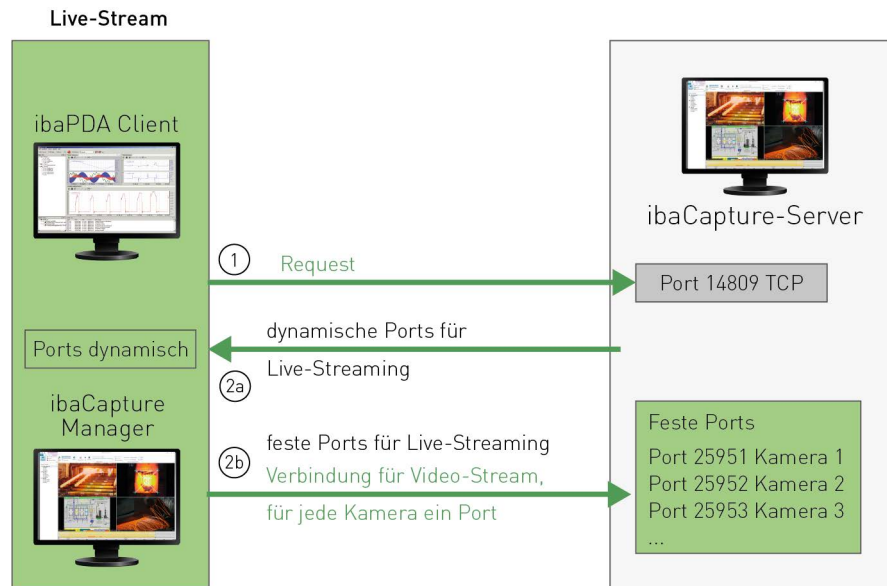 Live-Stream
ibaPDA Client
ibaCapture-Server
1
Request
Port 14809 TCP
dynamische Ports für
Ports dynamisch
Live-Streaming
2a
ibaCapture
Manager
feste Ports für Live-Streaming
2b
Verbindung für Video-Stream,
für jede Kamera ein Port
Feste Ports
Port 25951 Kamera 1
Port 25952 Kamera 2
Port 25953 Kamera 3
...